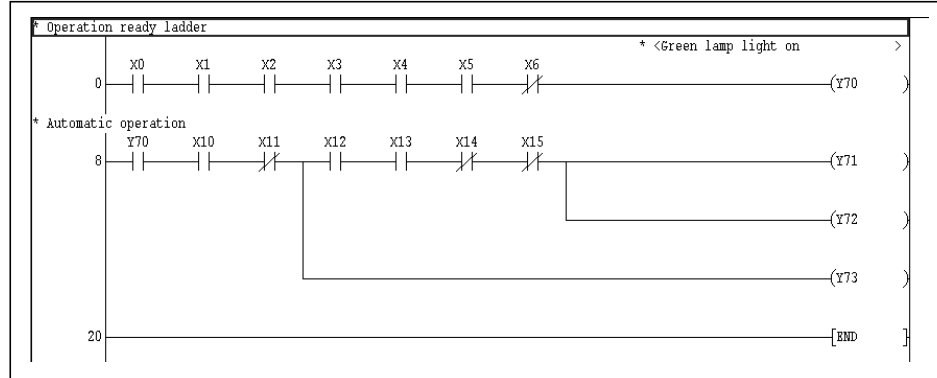 * Operation ready ladder
* <Green lamp light on >
X0 X1 X2 X3 X4 X5 X6
0 (Y70 )
* Automatic operation
Y70 X10 X11 X12 X13 X14 X15
8 (Y71 )
(Y72 )
(Y73 )
20 [END ]